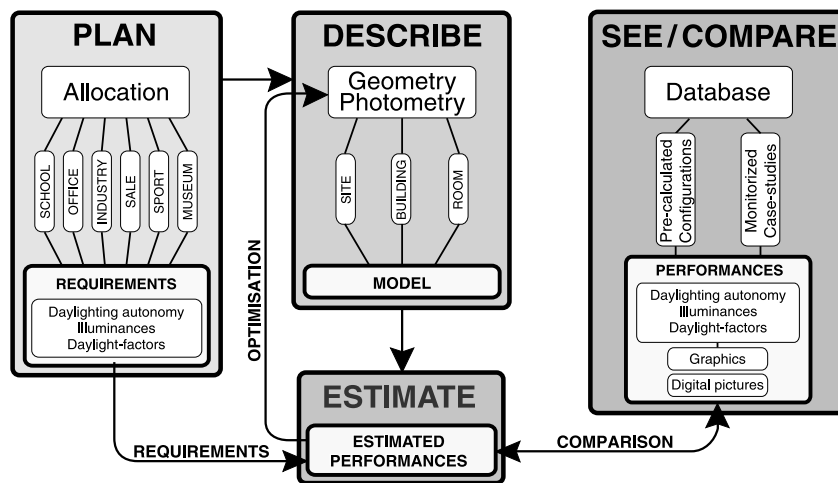 PLAN
Allocation
SCHOOL
OFFICE
INDUSTRY
SALE
SPORT
MUSEUM
REQUIREMENTS
Daylighting autonomy
Illuminances
Daylight-factors
DESCRIBE
Geometry
Photometry
SITE
BUILDING
ROOM
MODEL
OPTIMISATION
SEE/COMPARE
Database
Pre-calculated
Configurations
Monitorized
Case-studies
PERFORMANCES
Daylighting autonomy
Illuminances
Daylight-factors
Graphics
Digital pictures
ESTIMATE
ESTIMATED
PERFORMANCES
REQUIREMENTS
COMPARISON